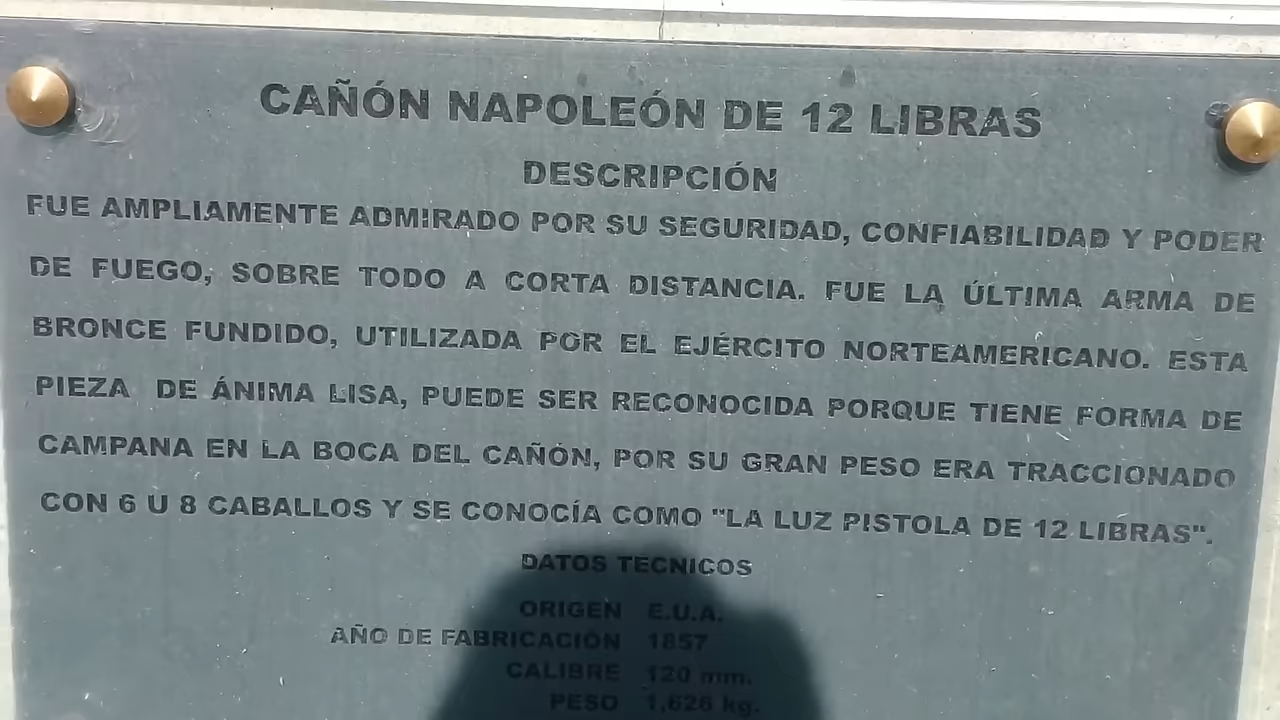 CAÑÓN NAPOLEÓN DE 12 LIBRAS
DESCRIPCIÓN
FUE AMPLIAMENTE ADMIRADO POR SU SEGURIDAD, CONFIABILIDAD Y PODER
DE FUEGO, SOBRE TODO A CORTA DISTANCIA. FUE LA ÚLTIMA ARMA DE
BRONCE FUNDIDO, UTILIZADA POR EL EJÉRCITO NORTEAMERICANO. ESTA
PIEZA DE ÁNIMA LISA, PUEDE SER RECONOCIDA PORQUE TIENE FORMA DE
CAMPANA EN LA BOCA DEL CAÑÓN, POR SU GRAN PESO ERA TRACCIONADO
CON 6 U 8 CABALLOS Y SE CONOCÍA COMO "LA LUZ PISTOLA DE 12 LIBRAS".
DATOS TECNICOS
ORIGEN E.U.A.
AÑO DE FABRICACIÓN 1857
CALIBRE 120 mm.
PESO 1,626 kg.